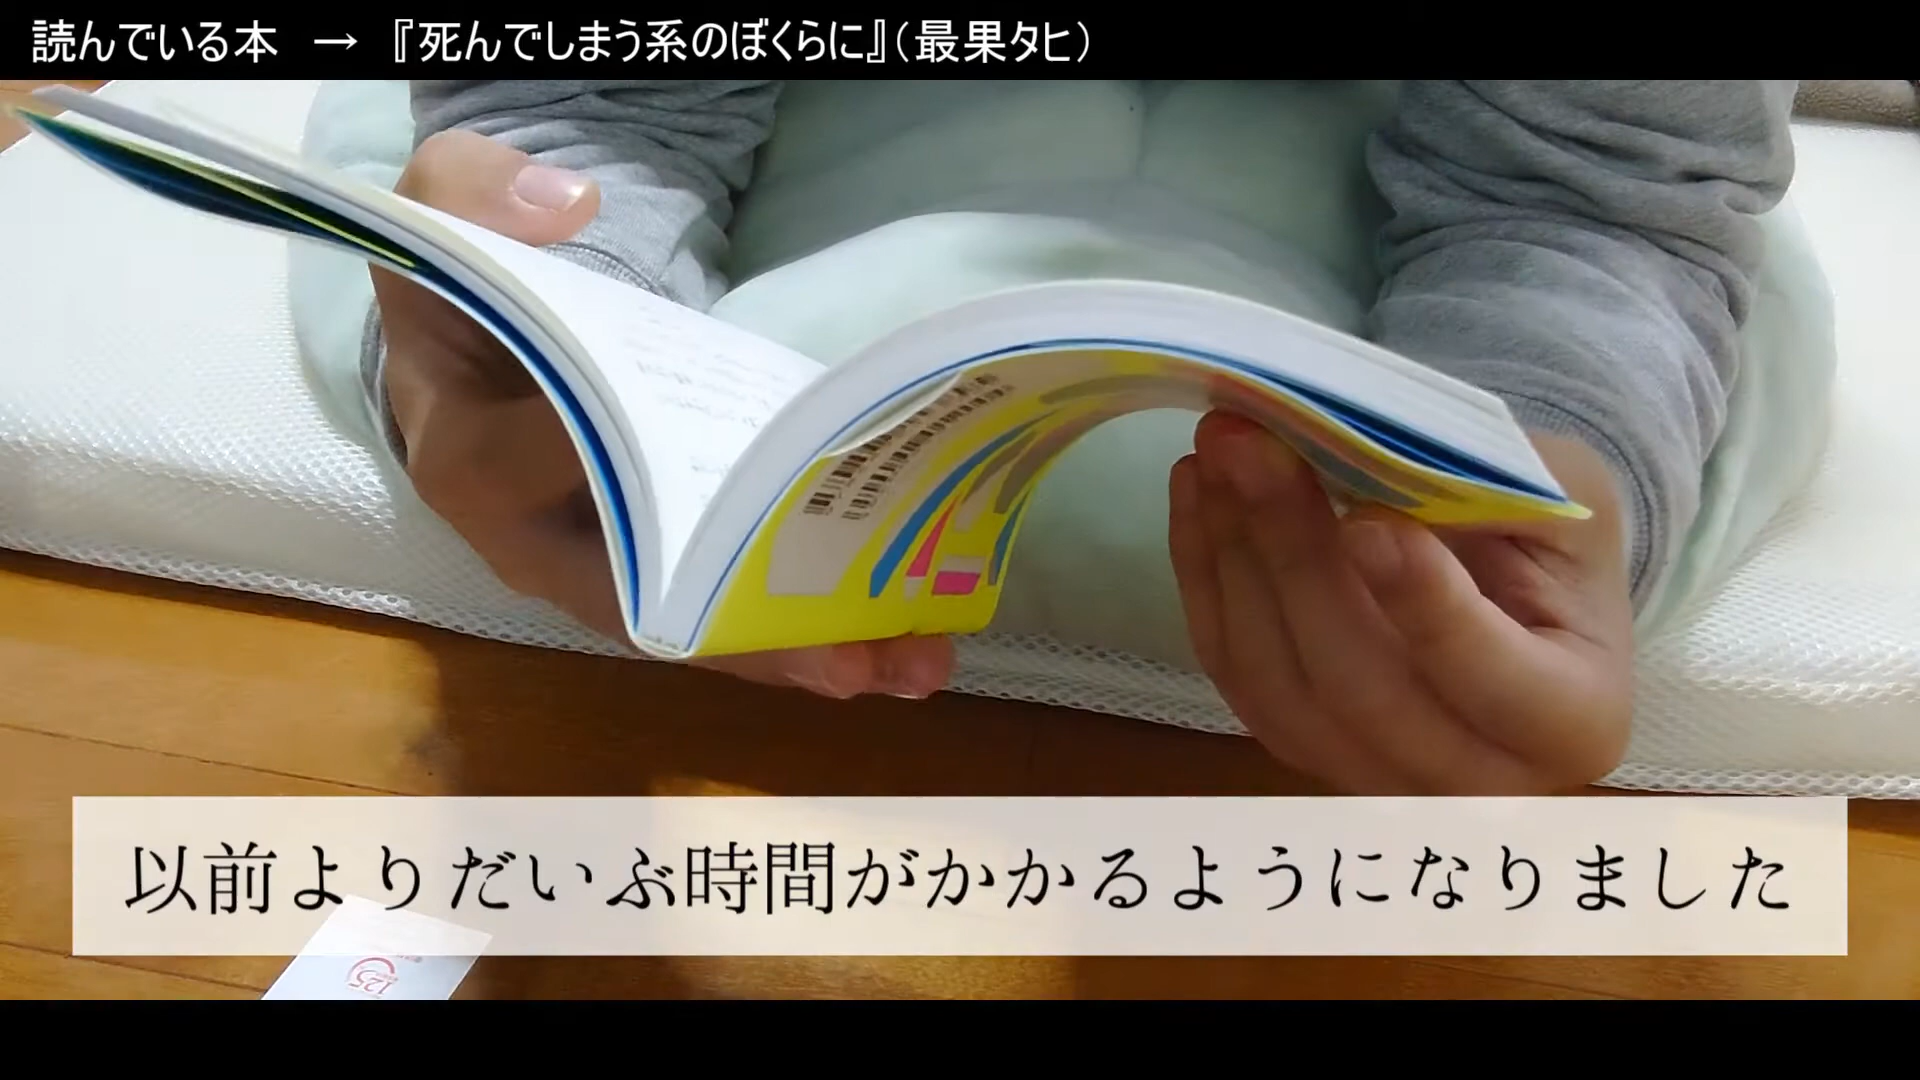 読んでいる本　→　『死んでしまう系のぼくらに』（最果タヒ）
以前よりだいぶ時間がかかるようになりました
125